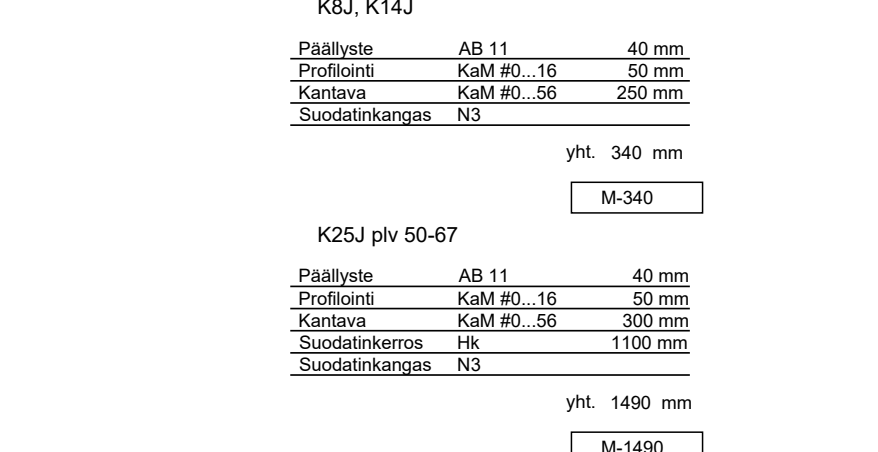 K8J, K14J
Päällyste AB 11 40 mm
Profilointi KaM #0...16 50 mm
Kantava KaM #0...56 250 mm
Suodatinkangas N3
yht. 340 mm
M-340
K25J plv 50-67
Päällyste AB 11 40 mm
Profilointi KaM #0...16 50 mm
Kantava KaM #0...56 300 mm
Suodatinkerros Hk 1100 mm
Suodatinkangas N3
yht. 1490 mm
M-1490